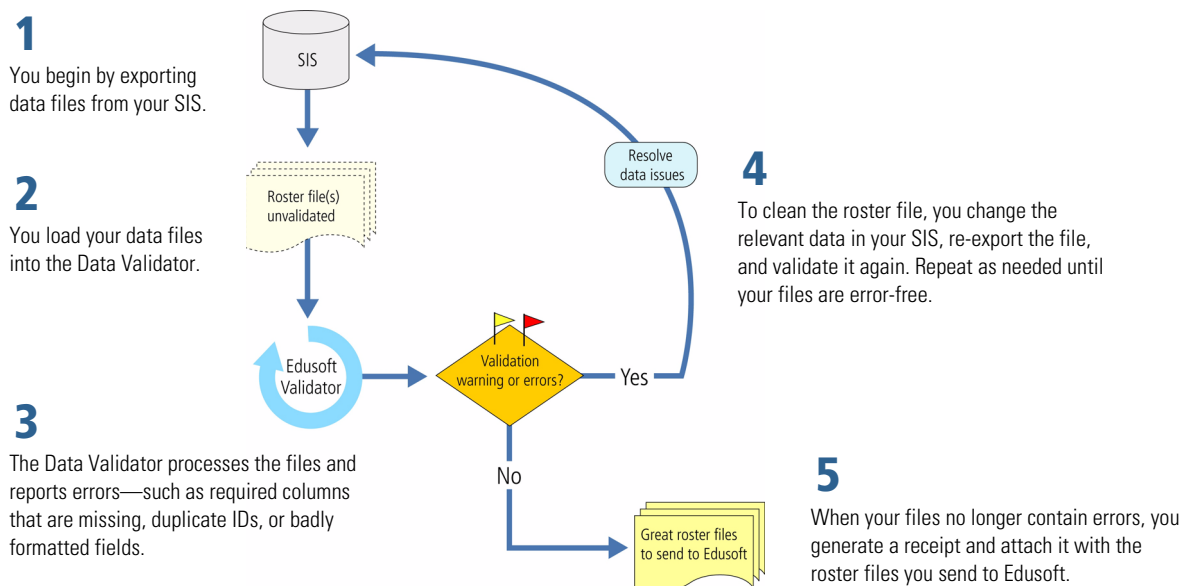 1
You begin by exporting
data files from your SIS.
SIS
2
You load your data files
into the Data Validator.
Roster file(s)
unvalidated
Resolve
data issues
4
To clean the roster file, you change the
relevant data in your SIS, re-export the file,
and validate it again. Repeat as needed until
your files are error-free.
Edusoft
Validator
Validation
warning or errors?
Yes
3
The Data Validator processes the files and
reports errors—such as required columns
that are missing, duplicate IDs, or badly
formatted fields.
No
Great roster files
to send to Edusoft
5
When your files no longer contain errors, you
generate a receipt and attach it with the
roster files you send to Edusoft.